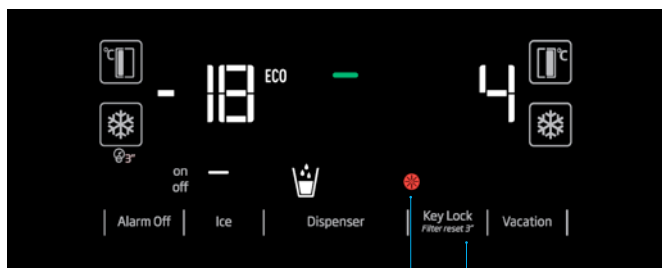 °C
-18
ECO
4
°C
3"
on
off
Alarm Off
Ice
Dispenser
Key Lock
Filter reset 3"
Vacation